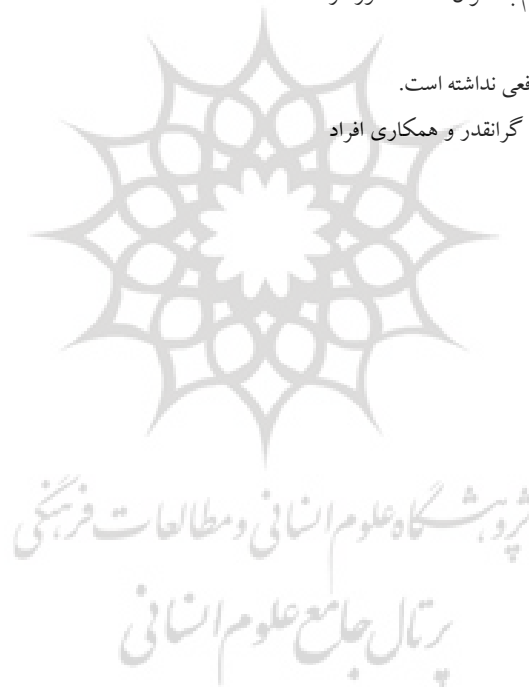 فعی نداشته است.
گرانقدر و همکاری افراد
پژوهشگاه علوم انسانی و مطالعات فرهنگی
پرتال جامع علوم انسانی